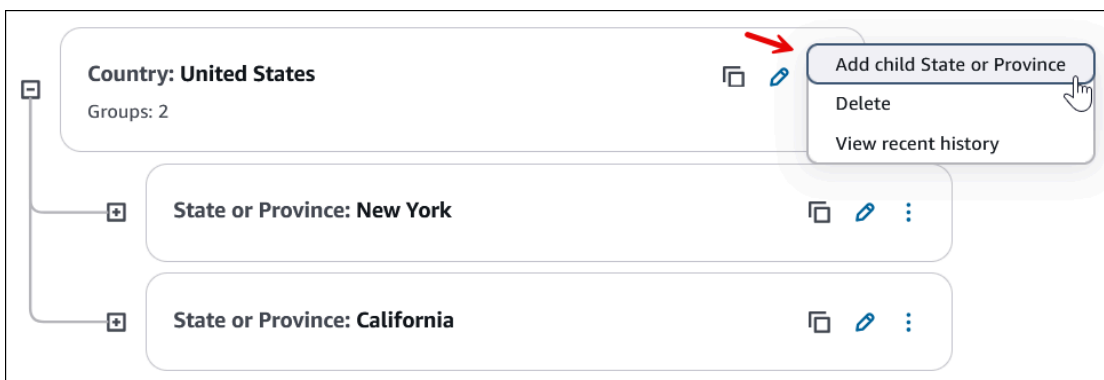 Country: United States
Groups: 2
Add child State or Province
Delete
View recent history
State or Province: New York
State or Province: California